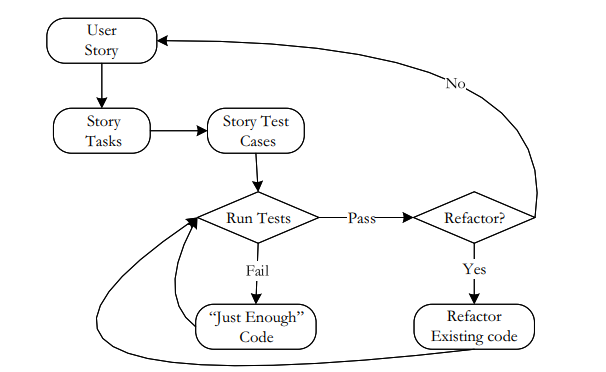 User
Story
No
Story
Tasks
Story Test
Cases
Run Tests
Pass
Refactor?
Fail
Yes
“Just Enough”
Code
Refactor
Existing code